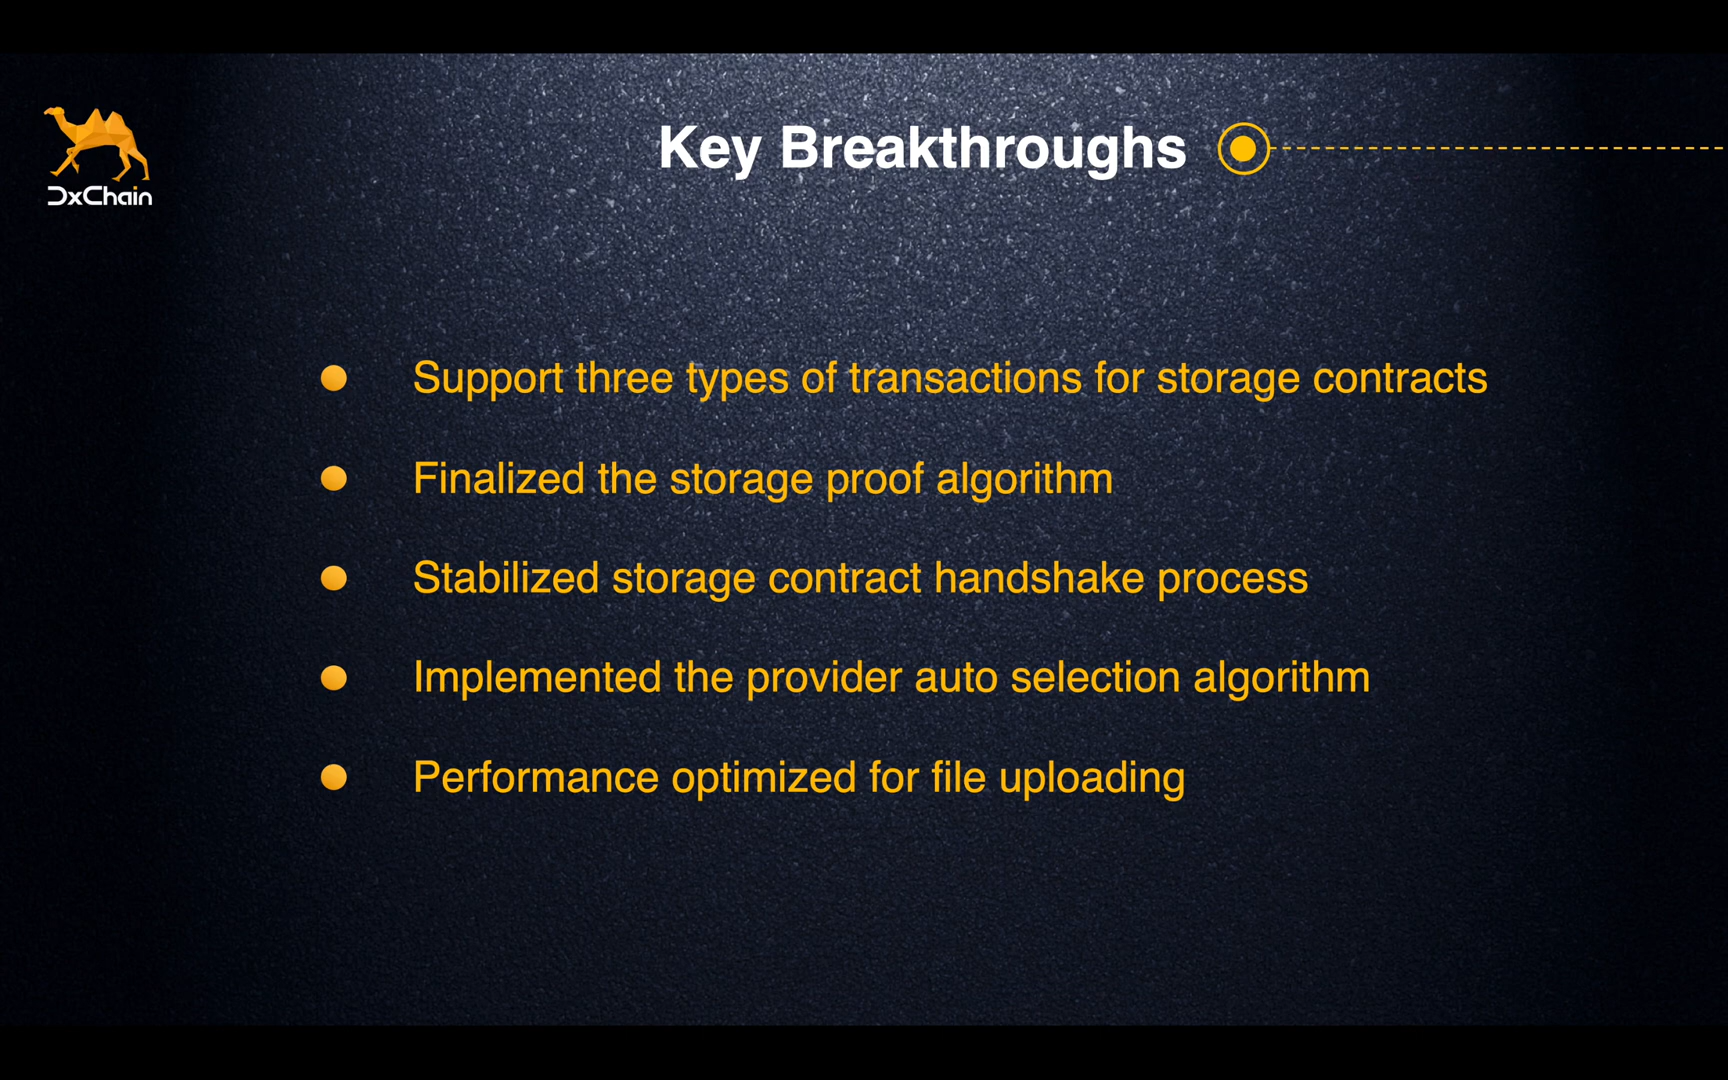 DxChain
Key Breakthroughs
Support three types of transactions for storage contracts
Finalized the storage proof algorithm
Stabilized storage contract handshake process
Implemented the provider auto selection algorithm
Performance optimized for file uploading